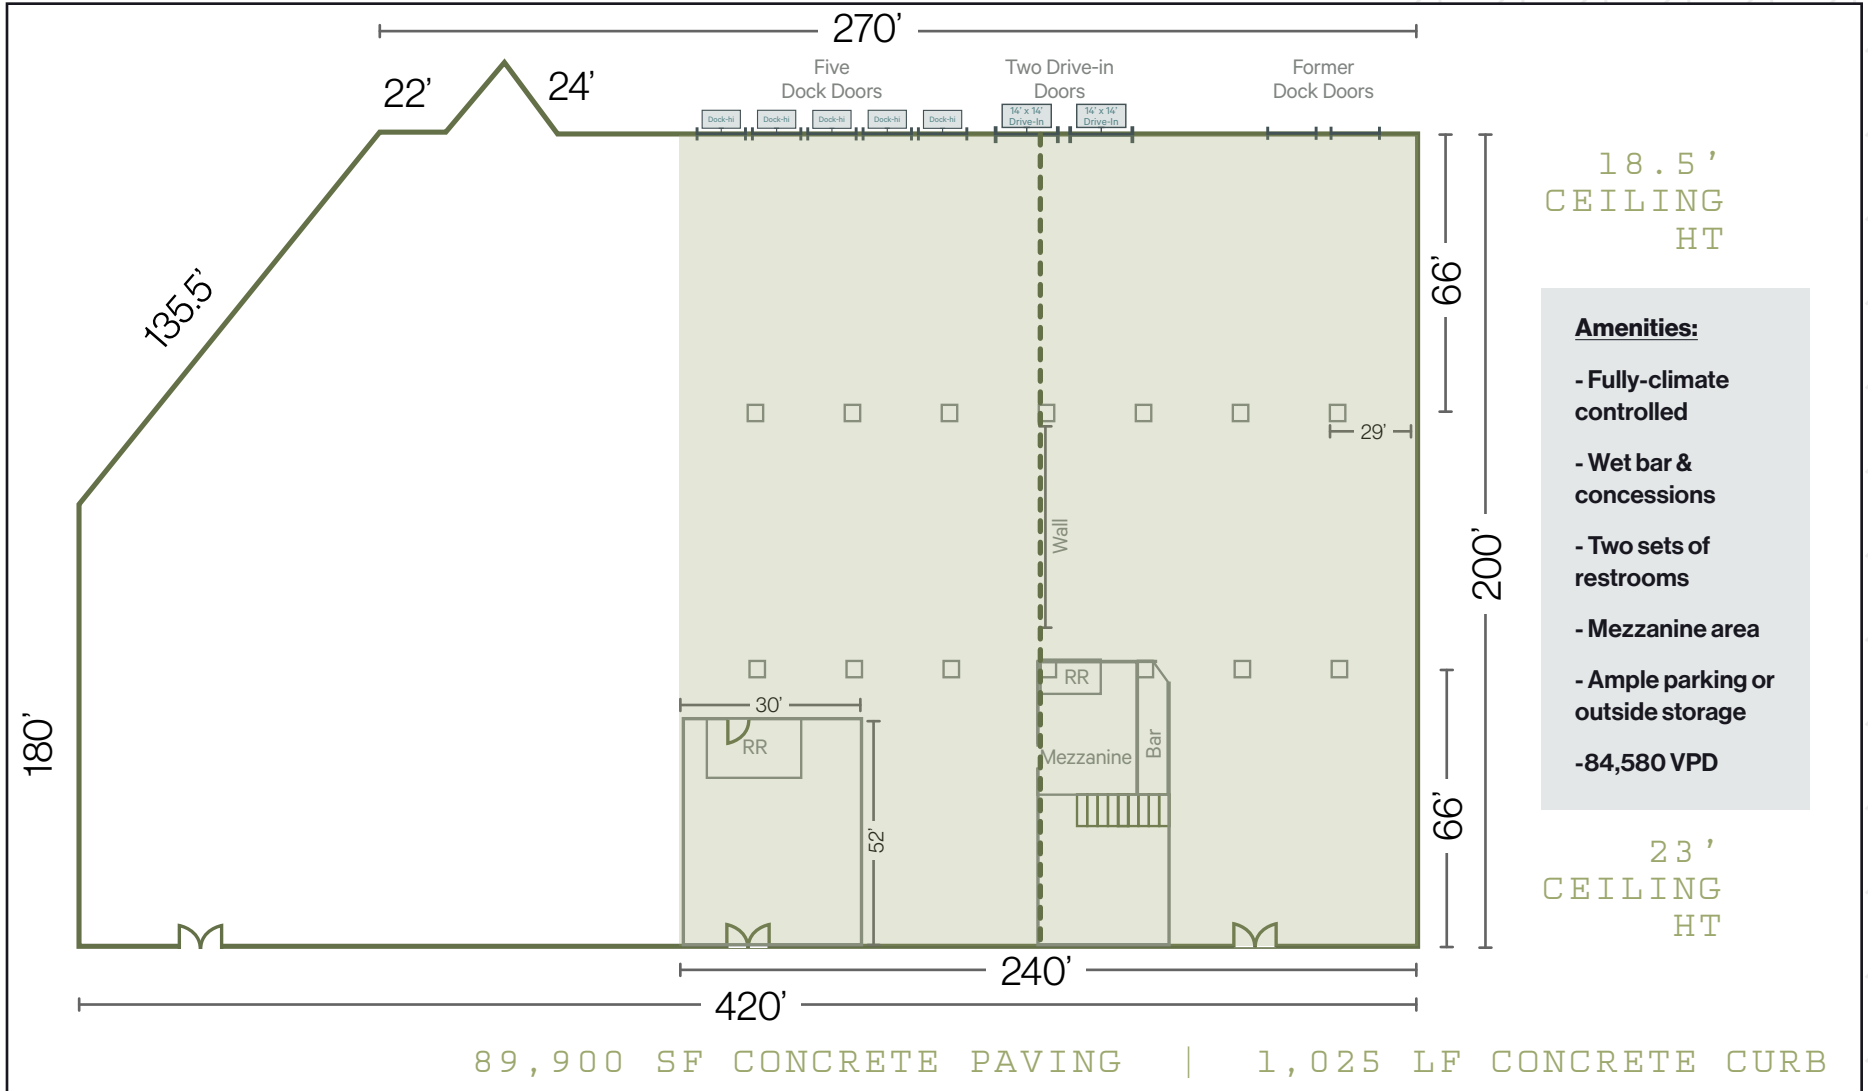 270’
22’
24’
Five
Dock Doors
Two Drive-in
Doors
Former
Dock Doors
Dock-hi
Dock-hi
Dock-hi
Dock-hi
Dock-hi
14’ x 14’
Drive-In
14’ x 14’
Drive-In
135.5’
18.5’
CEILING
HT
66’
29’
Wall
200’
Amenities:
- Fully-climate
controlled
- Wet bar &
concessions
- Two sets of
restrooms
- Mezzanine area
- Ample parking or
outside storage
-84,580 VPD
RR
30’
RR
Mezzanine
Bar
180’
52’
66’
23’
CEILING
HT
240’
420’
89,900 SF CONCRETE PAVING | 1,025 LF CONCRETE CURB